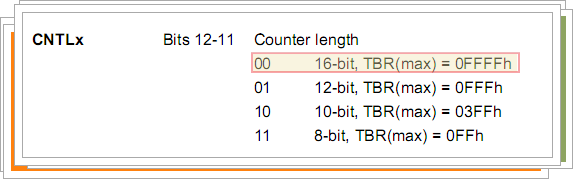 CNTLx Bits 12-11 Counter length
00 16-bit, TBR(max) = 0FFFFh
01 12-bit, TBR(max) = 0FFFh
10 10-bit, TBR(max) = 03FFh
11 8-bit, TBR(max) = 0FFh